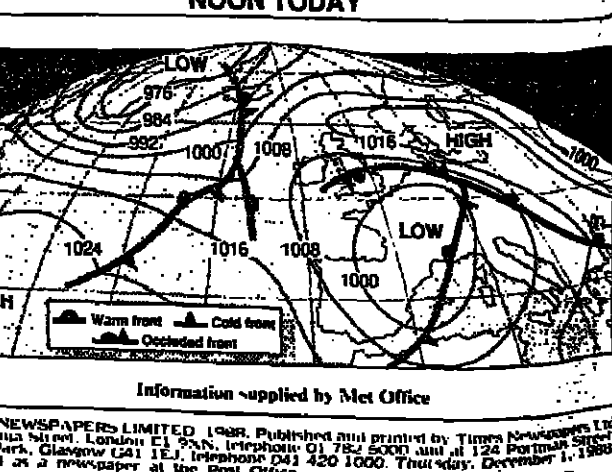 NOON TODAY
LOW
976
984
992
1000
1008
1016
HIGH
1000
1024
1016
1008
LOW
1000
H
Warm front
Cold front
Occluded front
Information supplied by Met Office
NEWSPAPERS LIMITED 1988. Published and printed by Times Newspapers
Street, London E1 9XN, telephone 01 782 5000 and at 124 Portman Street
Park, Glasgow G41 1EJ, telephone 041 420 1000. Thursday, December 1, 1988
as a newspaper at the Post Office